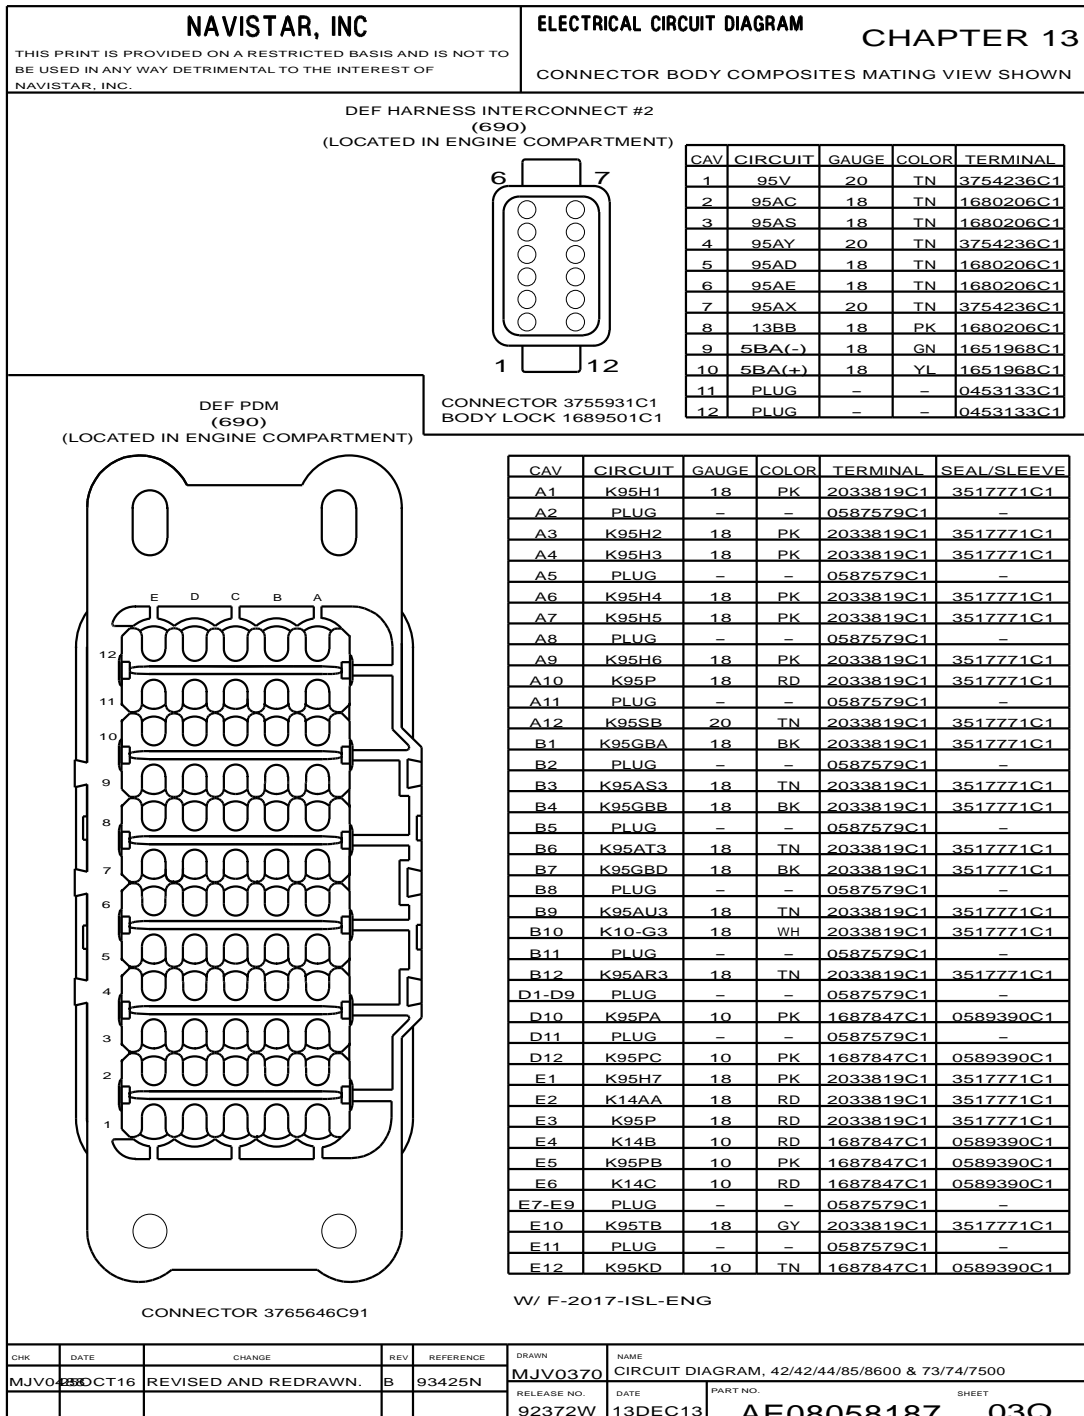 NAVISTAR, INC
THIS PRINT IS PROVIDED ON A RESTRICTED BASIS AND IS NOT TO
BE USED IN ANY WAY DETRIMENTAL TO THE INTEREST OF
NAVISTAR, INC.
ELECTRICAL CIRCUIT DIAGRAM
CHAPTER 13
CONNECTOR BODY COMPOSITES MATING VIEW SHOWN
DEF HARNESS INTERCONNECT #2
(690)
(LOCATED IN ENGINE COMPARTMENT)
6 7
1 12
CONNECTOR 3755931C1
BODY LOCK 1689501C1
CAV CIRCUIT GAUGE COLOR TERMINAL
1 95V 20 TN 3754236C1
2 95AC 18 TN 1680206C1
3 95AS 18 TN 1680206C1
4 95AY 20 TN 3754236C1
5 95AD 18 TN 1680206C1
6 95AE 18 TN 1680206C1
7 95AX 20 TN 3754236C1
8 13BB 18 PK 1680206C1
9 5BA(-) 18 GN 1651968C1
10 5BA(+) 18 YL 1651968C1
11 PLUG – – 0453133C1
12 PLUG – – 0453133C1
DEF PDM
(690)
(LOCATED IN ENGINE COMPARTMENT)
E D C B A
12
11
10
9
8
7
6
5
4
3
2
1
CONNECTOR 3765646C91
CAV CIRCUIT GAUGE COLOR TERMINAL SEAL/SLEEVE
A1 K95H1 18 PK 2033819C1 3517771C1
A2 PLUG – – 0587579C1 –
A3 K95H2 18 PK 2033819C1 3517771C1
A4 K95H3 18 PK 2033819C1 3517771C1
A5 PLUG – – 0587579C1 –
A6 K95H4 18 PK 2033819C1 3517771C1
A7 K95H5 18 PK 2033819C1 3517771C1
A8 PLUG – – 0587579C1 –
A9 K95H6 18 PK 2033819C1 3517771C1
A10 K95P 18 RD 2033819C1 3517771C1
A11 PLUG – – 0587579C1 –
A12 K95SB 20 TN 2033819C1 3517771C1
B1 K95GBA 18 BK 2033819C1 3517771C1
B2 PLUG – – 0587579C1 –
B3 K95AS3 18 TN 2033819C1 3517771C1
B4 K95GBB 18 BK 2033819C1 3517771C1
B5 PLUG – – 0587579C1 –
B6 K95AT3 18 TN 2033819C1 3517771C1
B7 K95GBD 18 BK 2033819C1 3517771C1
B8 PLUG – – 0587579C1 –
B9 K95AU3 18 TN 2033819C1 3517771C1
B10 K10-G3 18 WH 2033819C1 3517771C1
B11 PLUG – – 0587579C1 –
B12 K95AR3 18 TN 2033819C1 3517771C1
D1-D9 PLUG – – 0587579C1 –
D10 K95PA 10 PK 1687847C1 0589390C1
D11 PLUG – – 0587579C1 –
D12 K95PC 10 PK 1687847C1 0589390C1
E1 K95H7 18 PK 2033819C1 3517771C1
E2 K14AA 18 RD 2033819C1 3517771C1
E3 K95P 18 RD 2033819C1 3517771C1
E4 K14B 10 RD 1687847C1 0589390C1
E5 K95PB 10 PK 1687847C1 0589390C1
E6 K14C 10 RD 1687847C1 0589390C1
E7-E9 PLUG – – 0587579C1 –
E10 K95TB 18 GY 2033819C1 3517771C1
E11 PLUG – – 0587579C1 –
E12 K95KD 10 TN 1687847C1 0589390C1
W/ F-2017-ISL-ENG
CHK DATE CHANGE REV REFERENCE
REVISED AND REDRAWN. B 93425N
DRAWN
MJV0370
NAME
CIRCUIT DIAGRAM, 42/42/44/85/8600 & 73/74/7500
RELEASE NO.
92372W
DATE
13DEC13
PART NO.
AF08058187
SHEET
03O